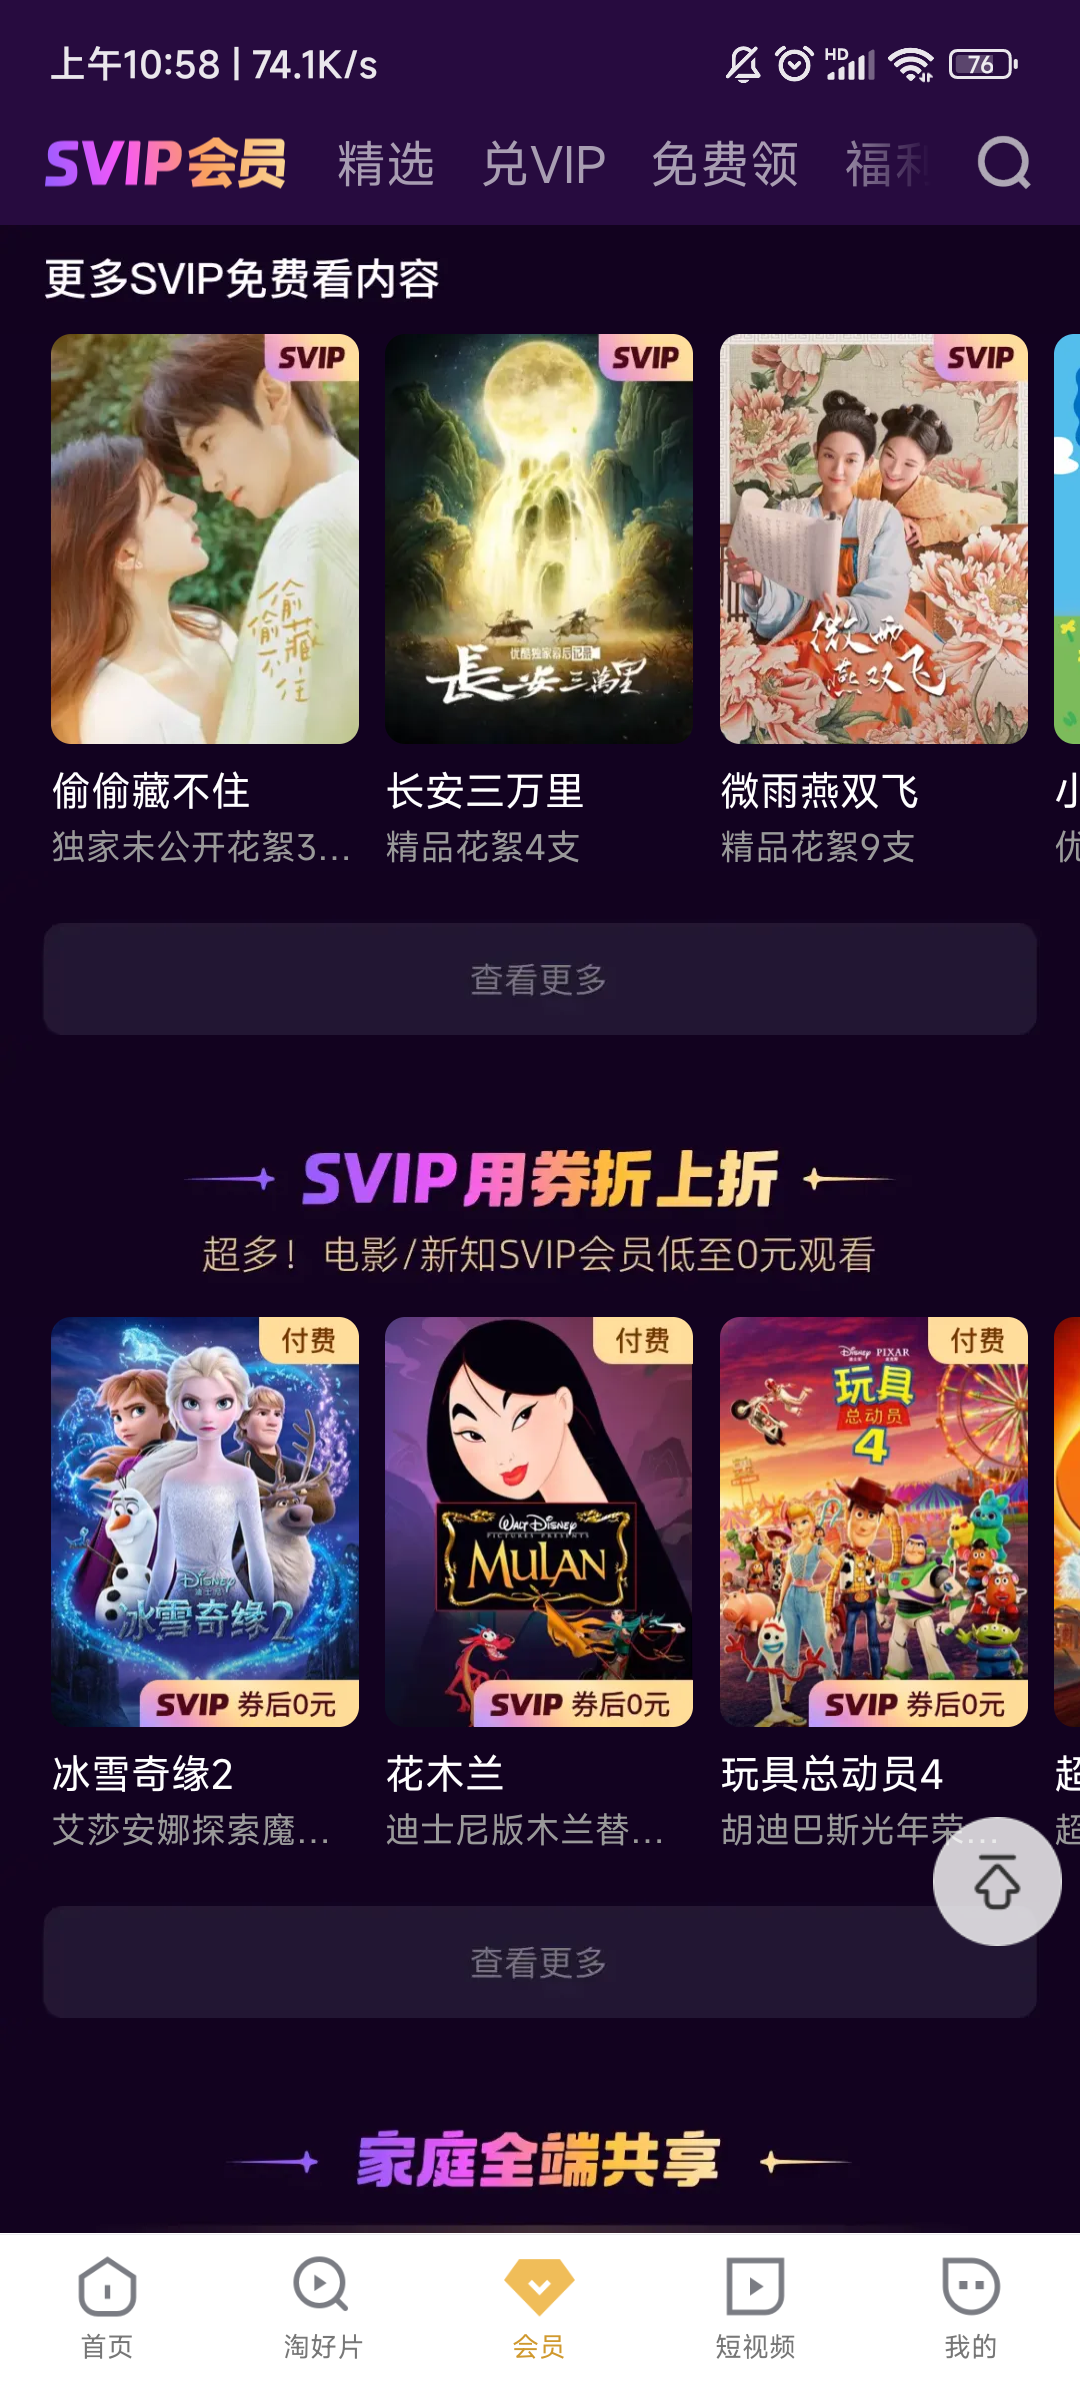 上午10:58 | 74.1K/s
HD
76
SVIP会员 精选 兑VIP 免费领 福利
更多SVIP免费看内容
SVIP SVIP SVIP
偷偷藏不住
优酷独家幕后纪录
長安三萬里
微雨
燕双飞
偷偷藏不住 长安三万里 微雨燕双飞 小
独家未公开花絮3... 精品花絮4支 精品花絮9支 优
查看更多
SVIP用券折上折
超多！电影/新知SVIP会员低至0元观看
付费 付费 付费
Disney PIXAR
玩具
总动员
4
WALT DISNEY
PICTURES PRESENTS
MULAN
DISNEY
迪士尼
冰雪奇缘2
SVIP 券后0元 SVIP 券后0元 SVIP 券后0元
冰雪奇缘2 花木兰 玩具总动员4 超
艾莎安娜探索魔... 迪士尼版木兰替... 胡迪巴斯光年荣... 超
查看更多
家庭全端共享
首页 淘好片 会员 短视频 我的